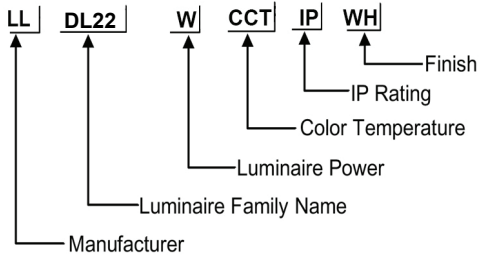 LL DL22 W CCT IP WH
Finish
IP Rating
Color Temperature
Luminaire Power
Luminaire Family Name
Manufacturer